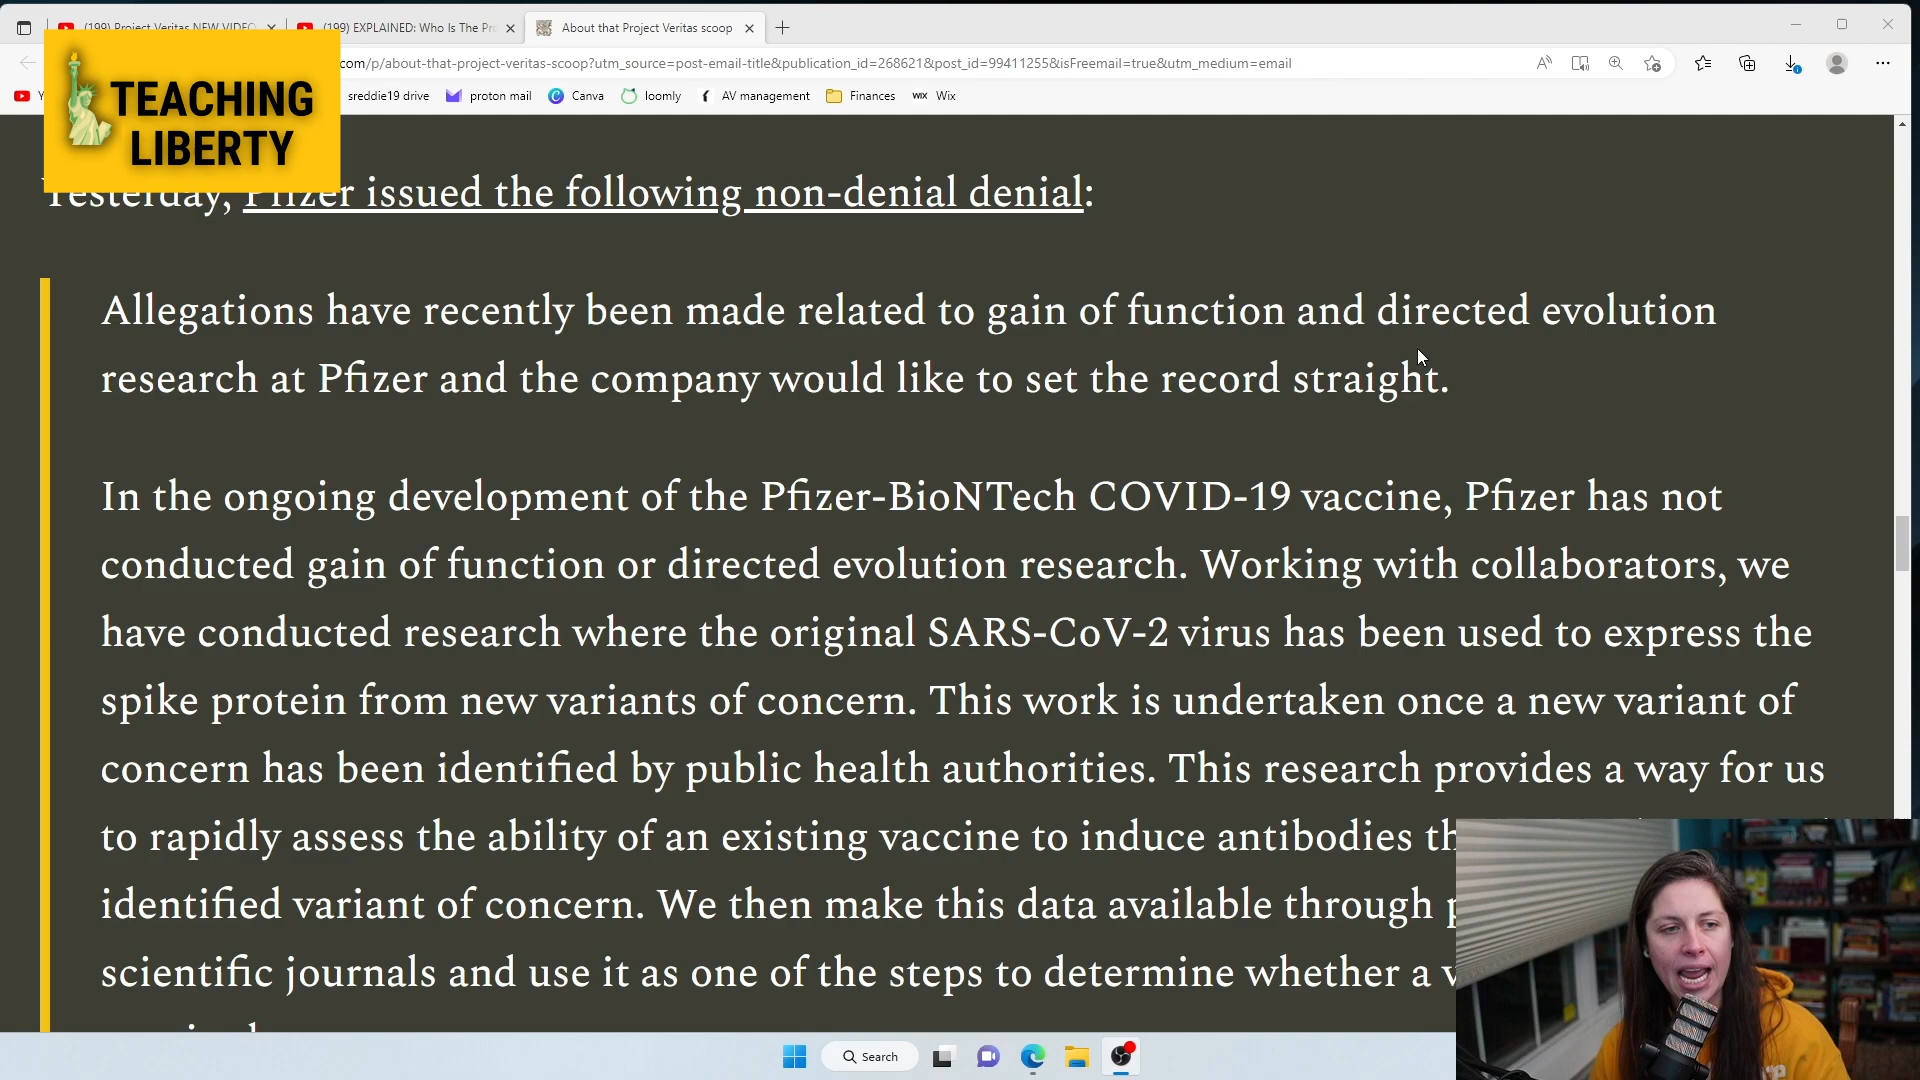 (199) Project Veritas NEW VIDEO
(199) EXPLAINED: Who Is The Pro
About that Project Veritas scoop
com/p/about-that-project-veritas-scoop?utm_source=post-email-title&publication_id=268621&post_id=99411255&isFreemail=true&utm_medium=email
sreddie19 drive
proton mail
Canva
loomly
AV management
Finances
WIX Wix
TEACHING
LIBERTY
Yesterday, Pfizer issued the following non-denial denial:
Allegations have recently been made related to gain of function and directed evolution
research at Pfizer and the company would like to set the record straight.
In the ongoing development of the Pfizer-BioNTech COVID-19 vaccine, Pfizer has not
conducted gain of function or directed evolution research. Working with collaborators, we
have conducted research where the original SARS-CoV-2 virus has been used to express the
spike protein from new variants of concern. This work is undertaken once a new variant of
concern has been identified by public health authorities. This research provides a way for us
to rapidly assess the ability of an existing vaccine to induce antibodies th
identified variant of concern. We then make this data available through p
scientific journals and use it as one of the steps to determine whether a v
Search